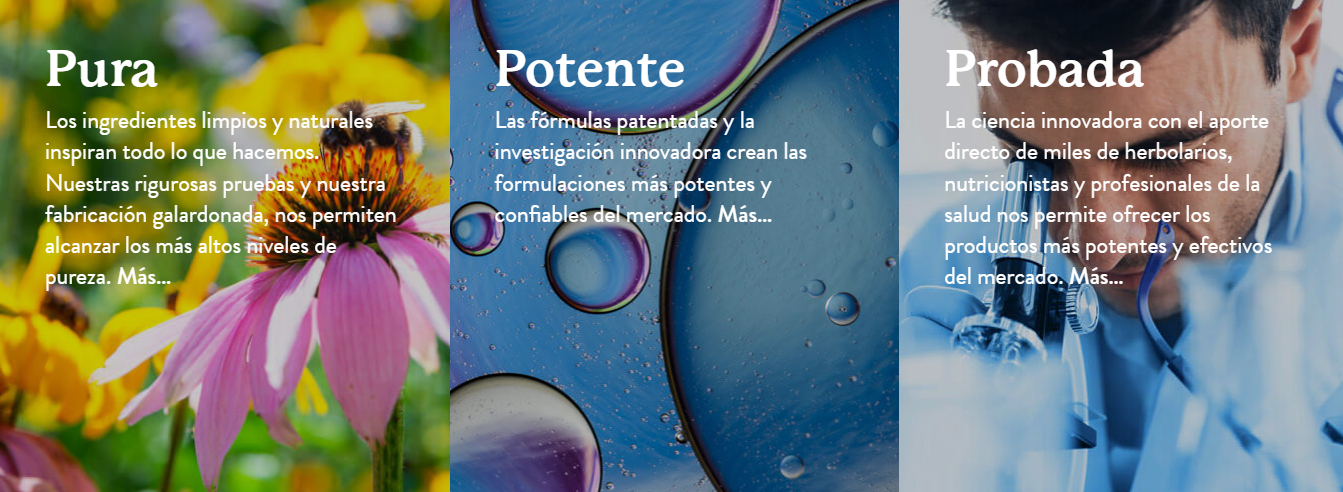 Pura
Los ingredientes limpios y naturales
inspiran todo lo que hacemos.
Nuestras rigurosas pruebas y nuestra
fabricación galardonada, nos permiten
alcanzar los más altos niveles de
pureza. Más...
Potente
Las fórmulas patentadas y la
investigación innovadora crean las
formulaciones más potentes y
confiables del mercado. Más...
Probada
La ciencia innovadora con el aporte
directo de miles de herbolarios,
nutricionistas y profesionales de la
salud nos permite ofrecer los
productos más potentes y efectivos
del mercado. Más...